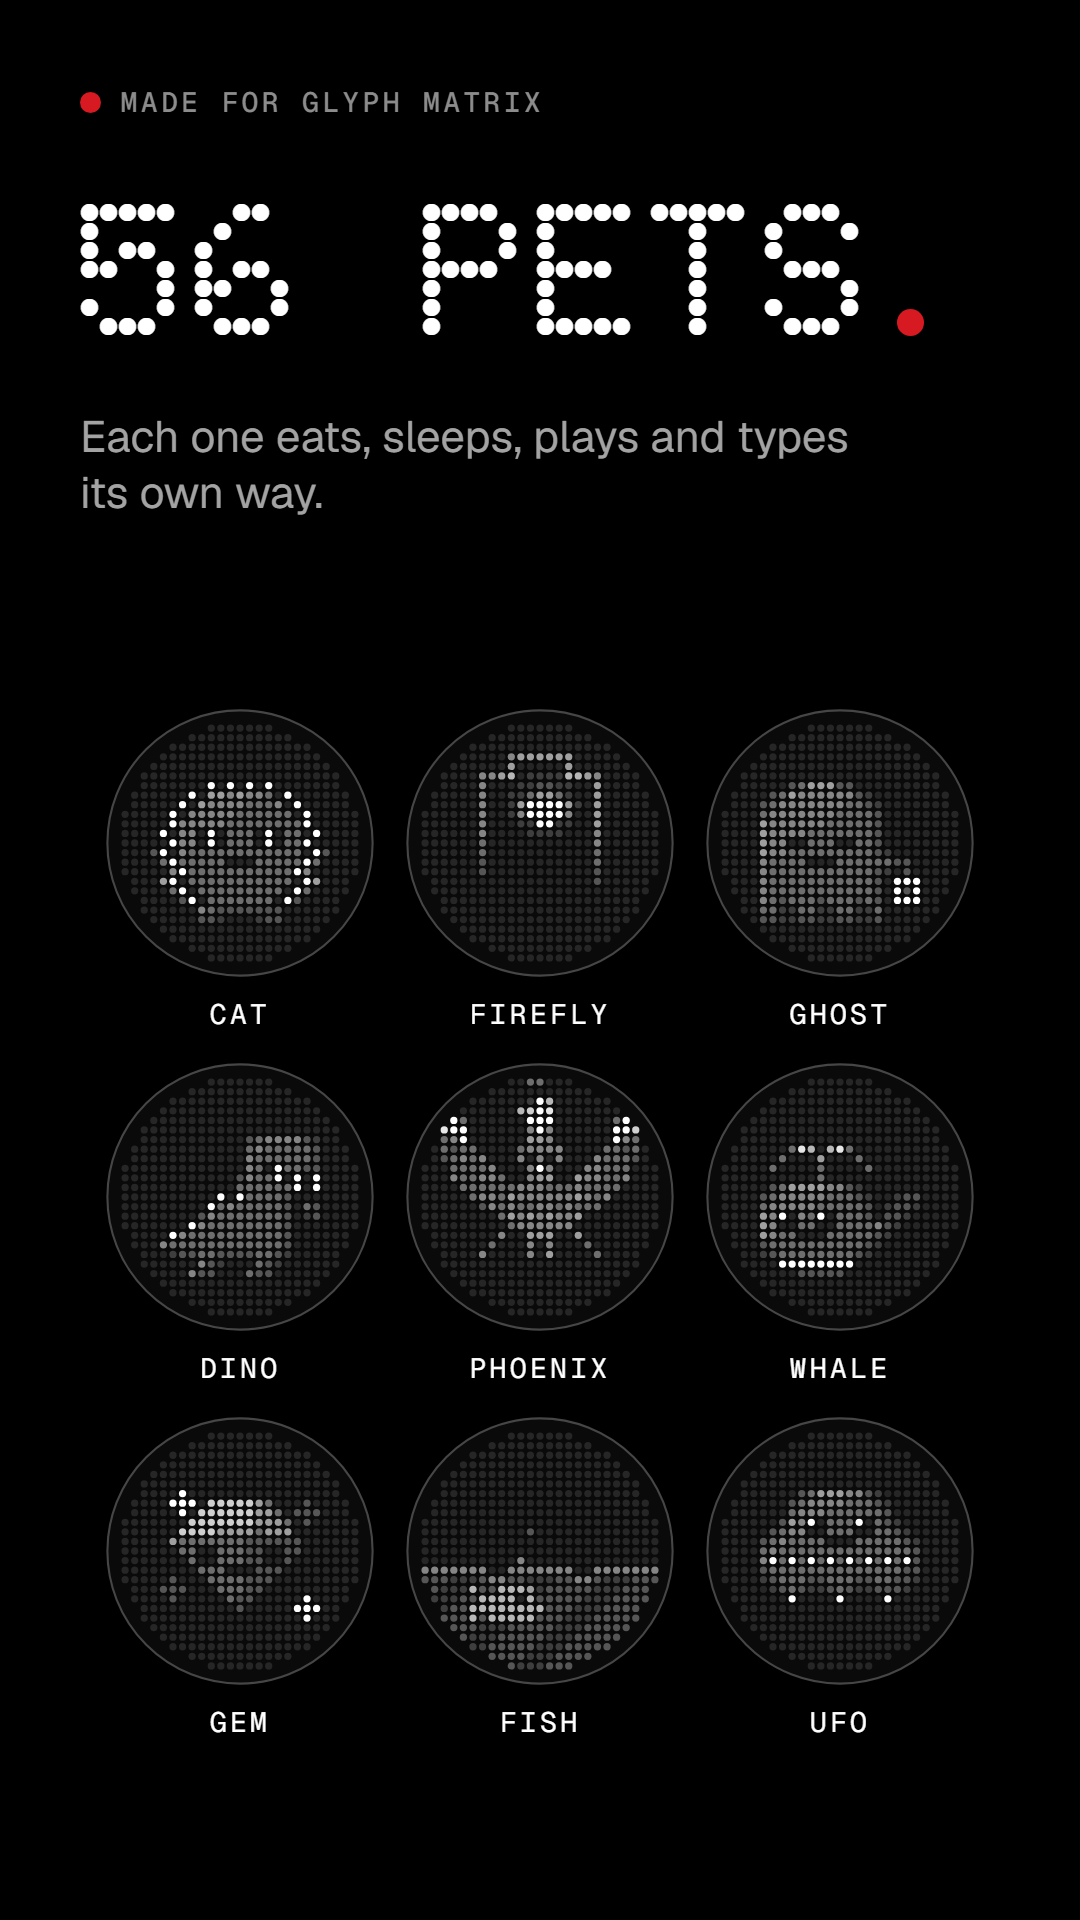 MADE FOR GLYPH MATRIX
56 PETS.
Each one eats, sleeps, plays and types
its own way.
CAT FIREFLY GHOST
DINO PHOENIX WHALE
GEM FISH UFO